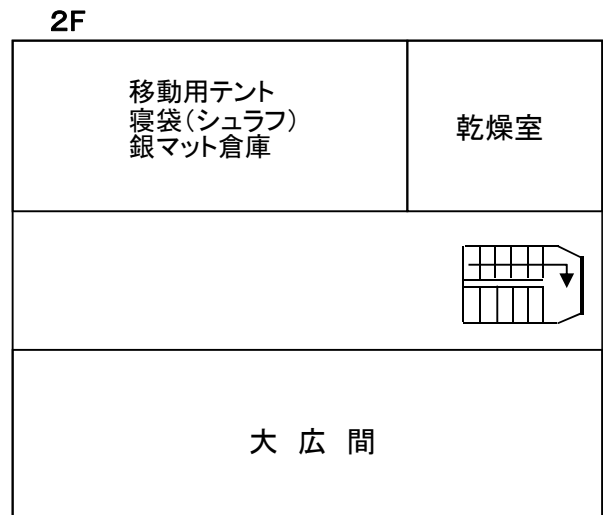 2F
移動用テント
寝袋(シュラフ)
銀マット倉庫
乾燥室
大 広 間